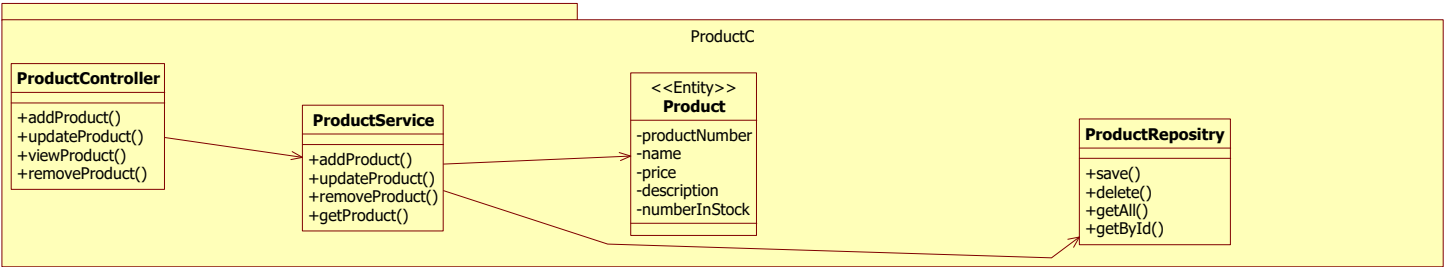 ProductC
ProductController
+addProduct()
+updateProduct()
+viewProduct()
+removeProduct()
ProductService
+addProduct()
+updateProduct()
+removeProduct()
+getProduct()
<<Entity>>
Product
-productNumber
-name
-price
-description
-numberInStock
ProductRepositry
+save()
+delete()
+getAll()
+getById()